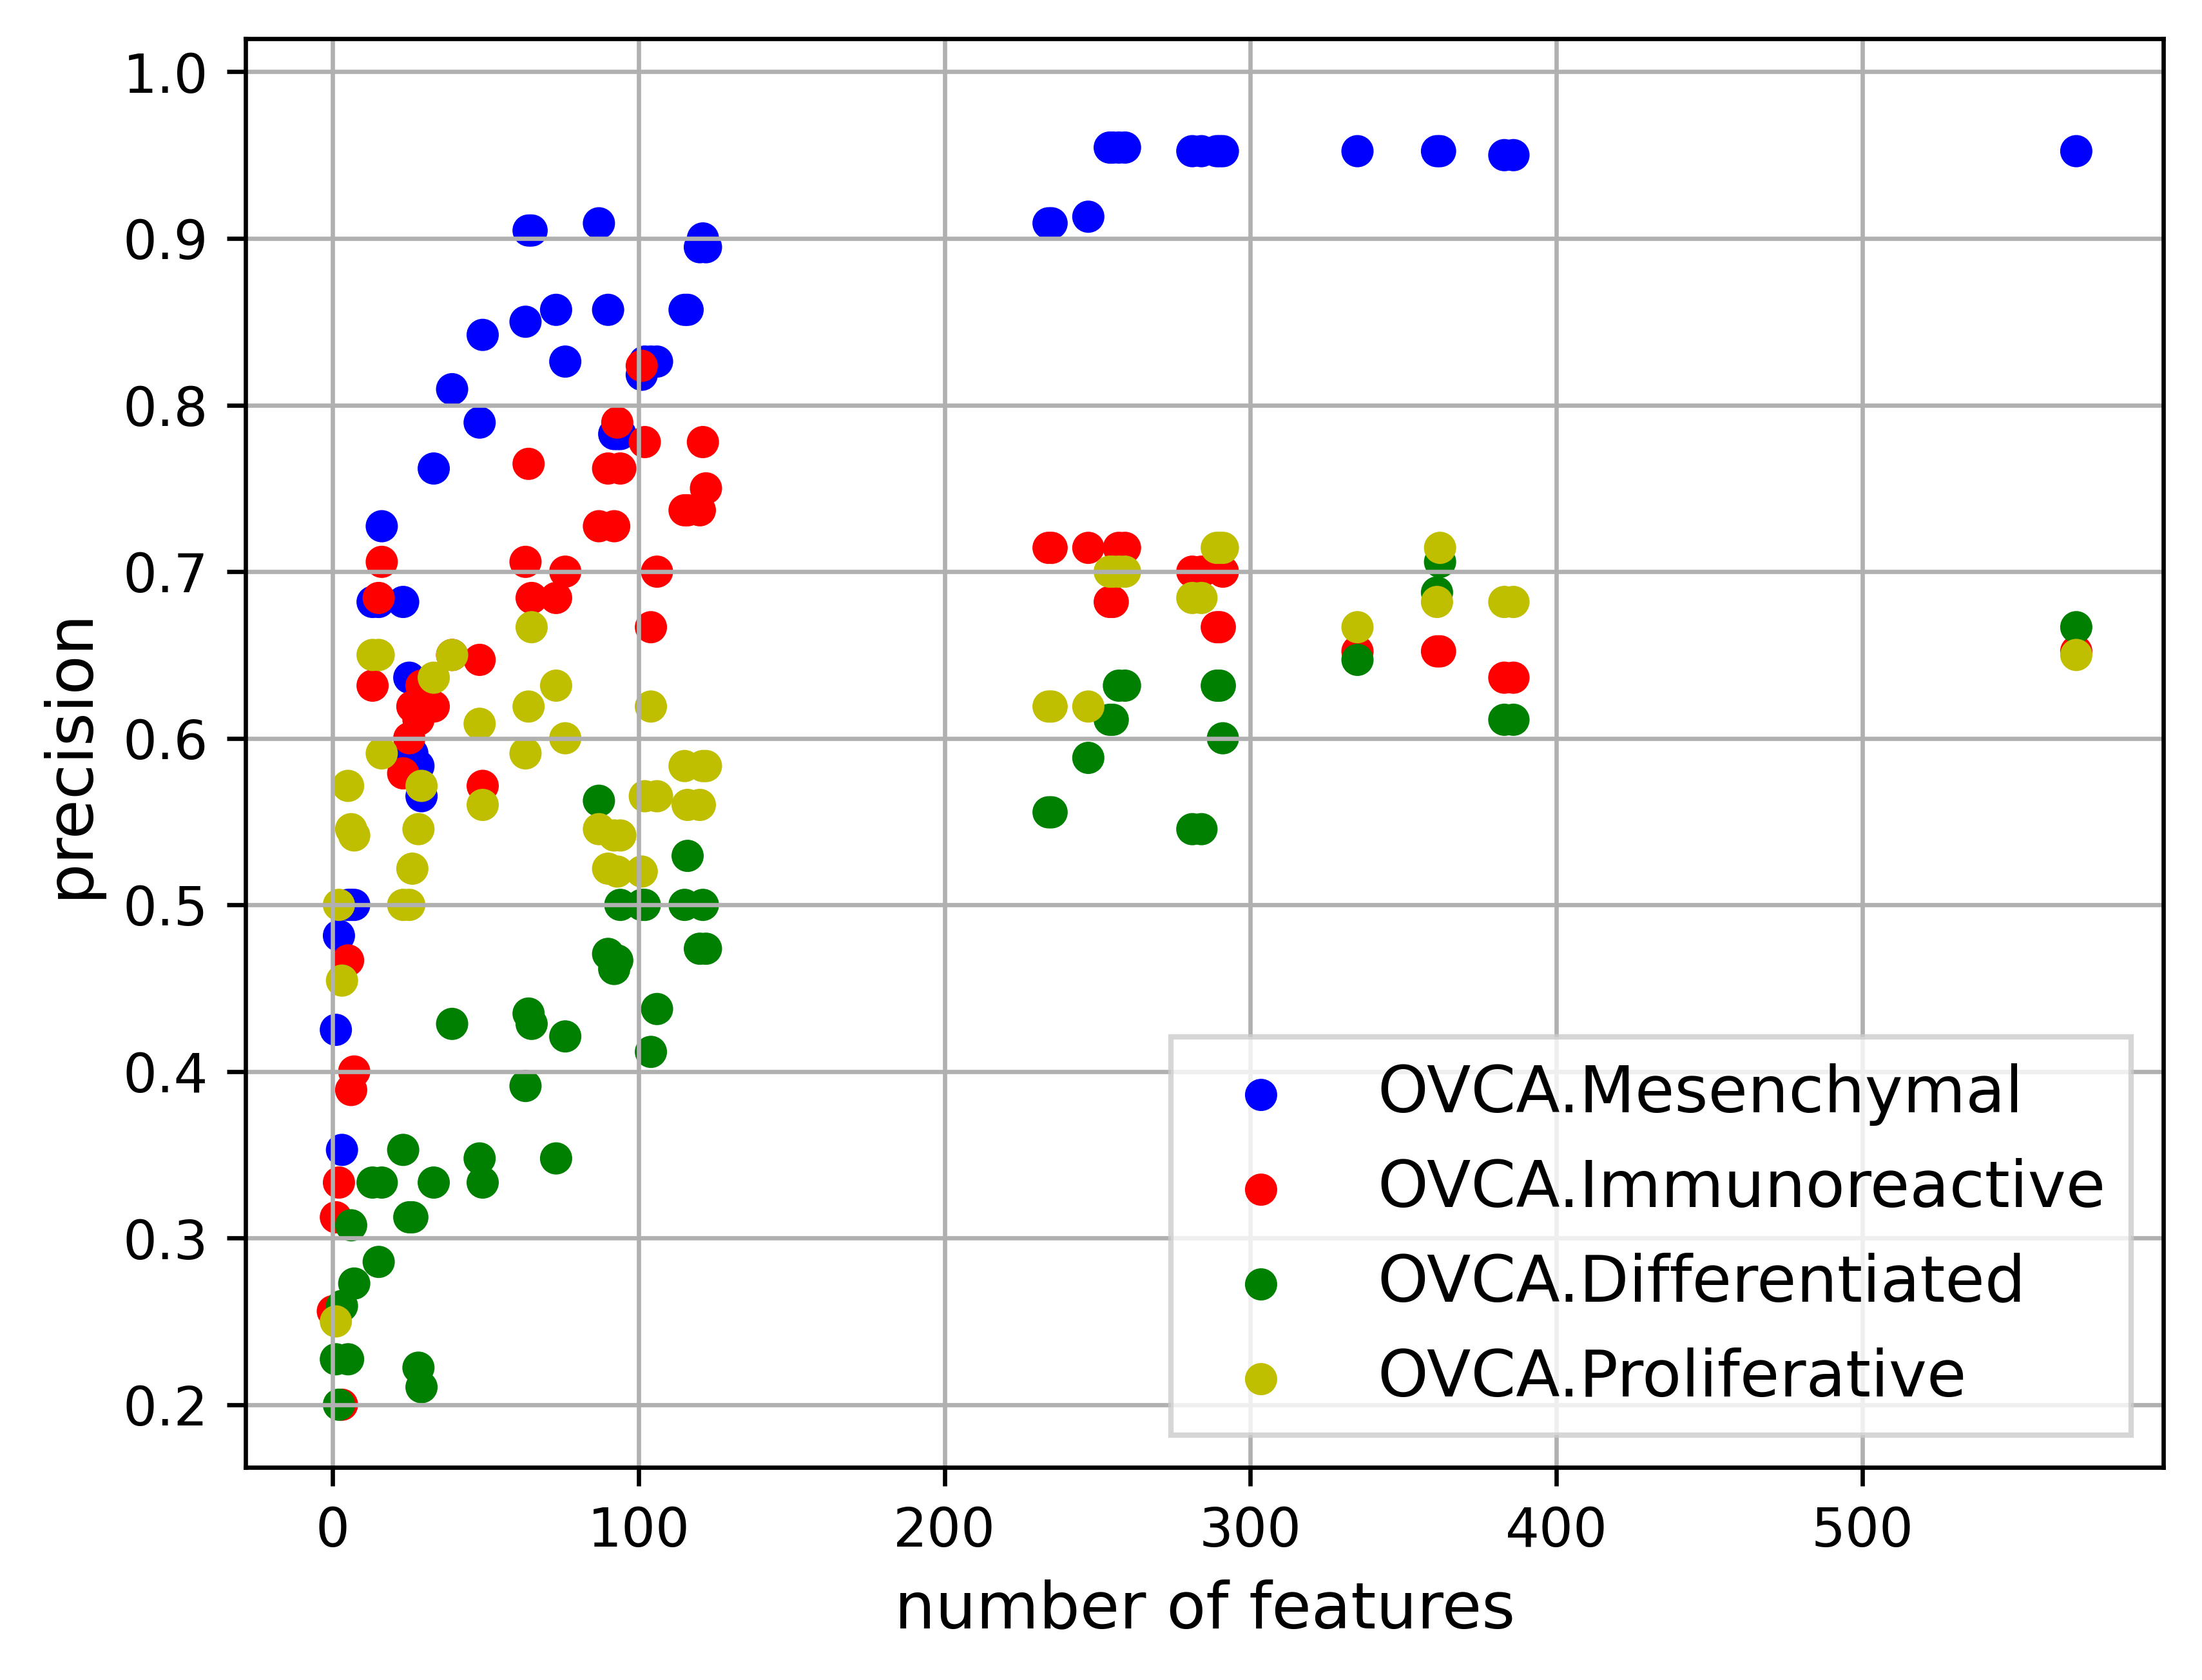 1.0
0.9
0.8
0.7
0.6
0.5
0.4
0.3
0.2
precision
OVCA.Mesenchymal
OVCA.Immunoreactive
OVCA.Differentiated
OVCA.Proliferative
0 100 200 300 400 500
number of features